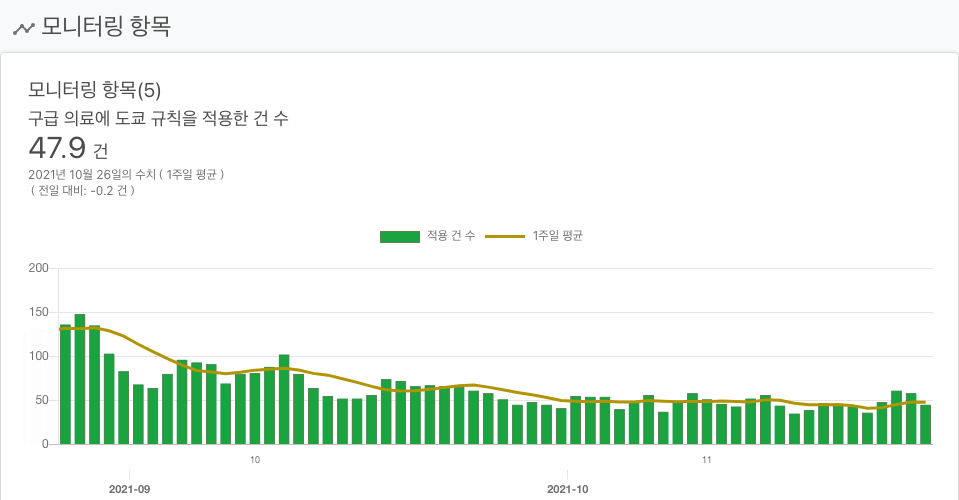 모니터링 항목
모니터링 항목(5)
구급 의료에 도쿄 규칙을 적용한 건 수
47.9 건
2021년 10월 26일의 수치 ( 1주일 평균 )
( 전일 대비: -0.2 건 )
적용 건 수 1주일 평균
200
150
100
50
0
10 11
2021-09 2021-10